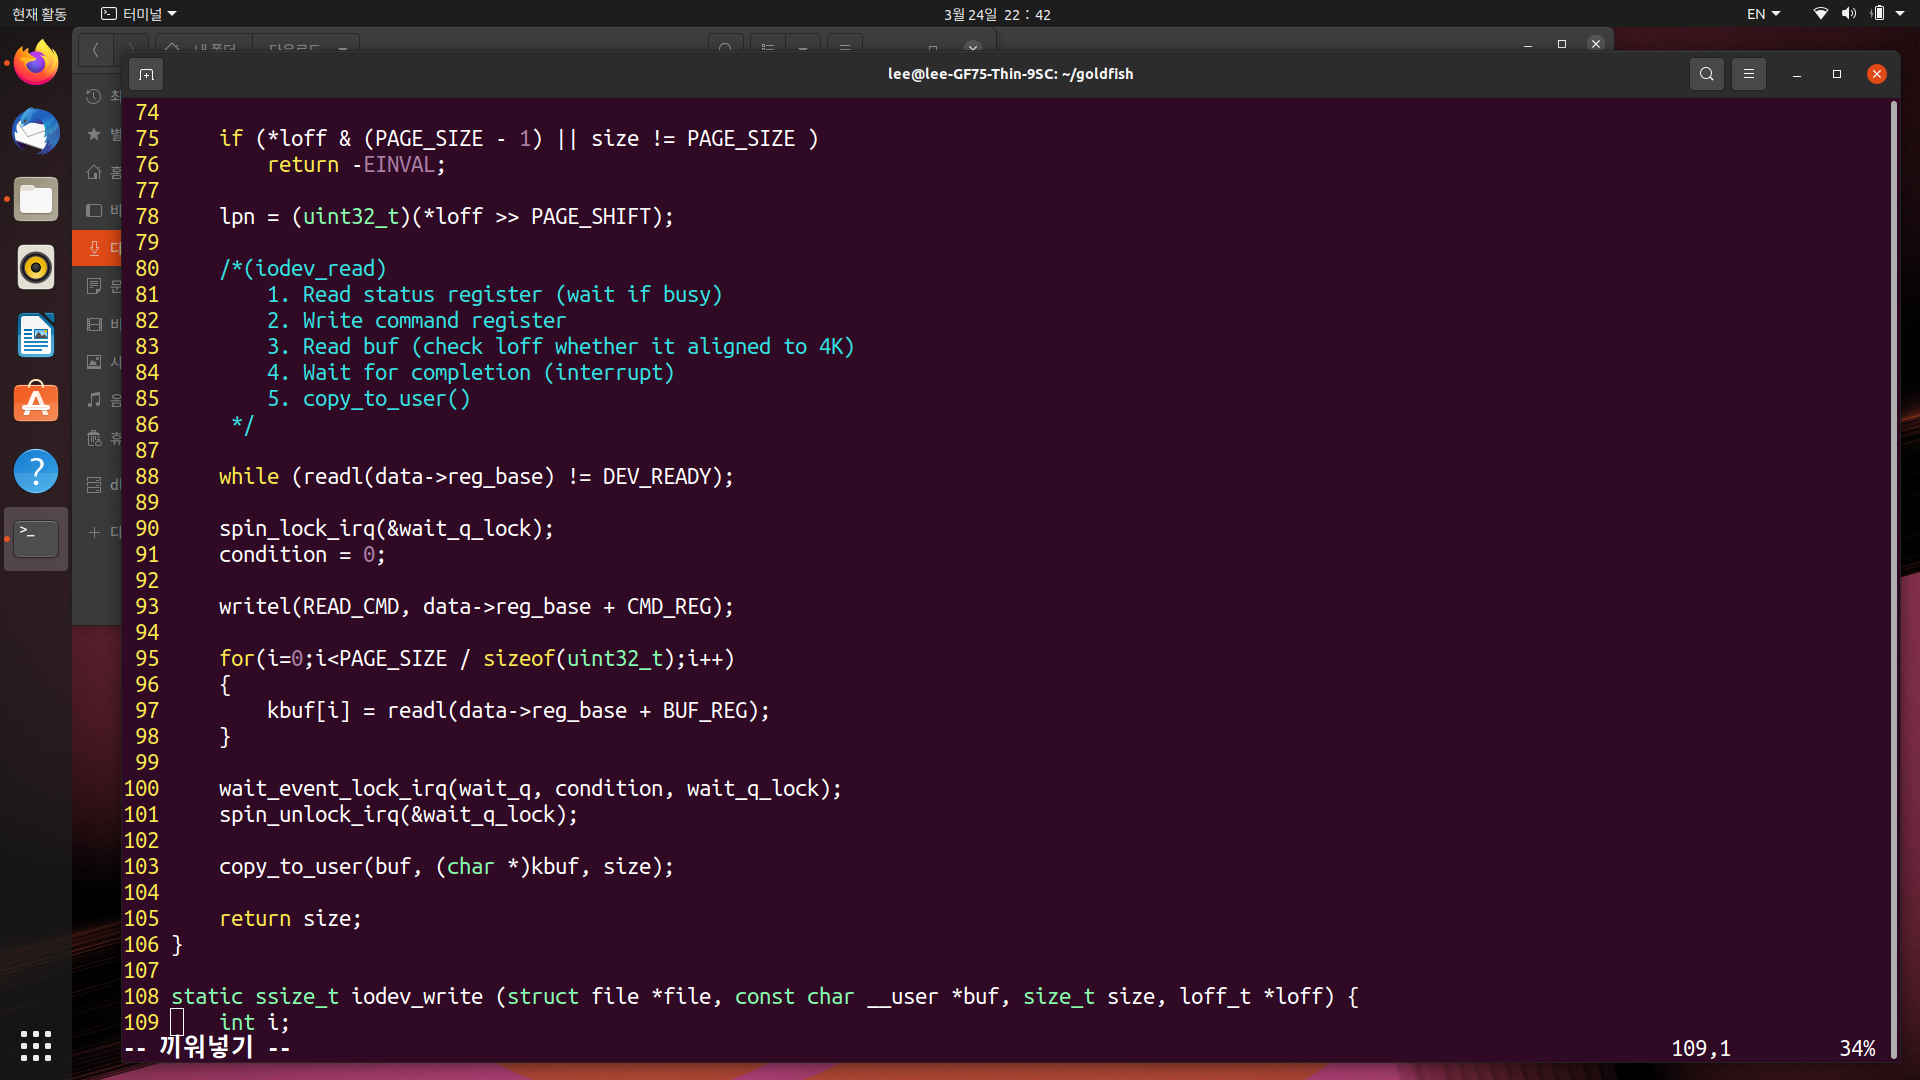 현재 활동
터미널
3월 24일 22 : 42
EN
내 폴더
다운로드
lee@lee-GF75-Thin-9SC: ~/goldfish
74
75 if (*loff & (PAGE_SIZE - 1) || size != PAGE_SIZE )
76 return -EINVAL;
77
78 lpn = (uint32_t)(*loff >> PAGE_SHIFT);
79
80 /*(iodev_read)
81 1. Read status register (wait if busy)
82 2. Write command register
83 3. Read buf (check loff whether it aligned to 4K)
84 4. Wait for completion (interrupt)
85 5. copy_to_user()
86 */
87
88 while (readl(data->reg_base) != DEV_READY);
89
90 spin_lock_irq(&wait_q_lock);
91 condition = 0;
92
93 writel(READ_CMD, data->reg_base + CMD_REG);
94
95 for(i=0;i<PAGE_SIZE / sizeof(uint32_t);i++)
96 {
97 kbuf[i] = readl(data->reg_base + BUF_REG);
98 }
99
100 wait_event_lock_irq(wait_q, condition, wait_q_lock);
101 spin_unlock_irq(&wait_q_lock);
102
103 copy_to_user(buf, (char *)kbuf, size);
104
105 return size;
106 }
107
108 static ssize_t iodev_write (struct file *file, const char __user *buf, size_t size, loff_t *loff) {
109 int i;
-- 끼워넣기 -- 109,1 34%